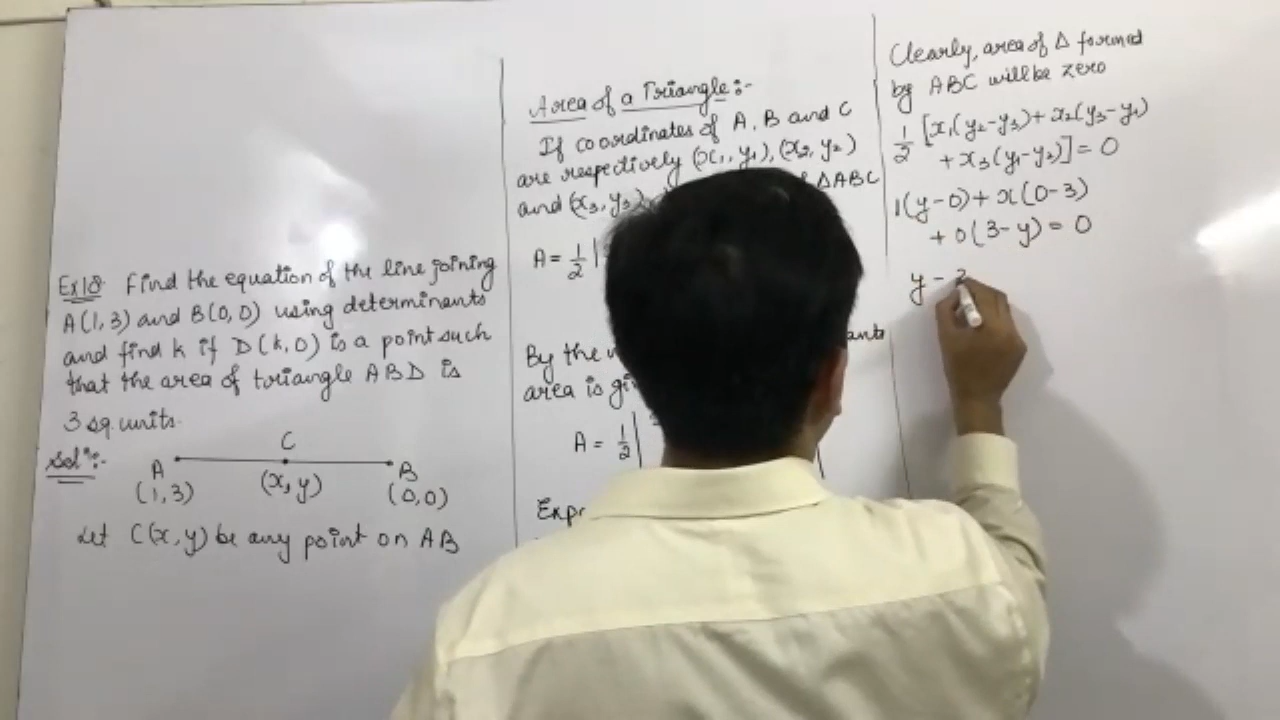 Ex18 Find the equation of the line joining
A(1,3) and B(0,0) using determinants
and find k if D(k,0) is a point such
that the area of triangle ABD is
3 sq. units.
Solⁿ:-
C
A B
(1,3) (x,y) (0,0)
Let C(x,y) be any point on AB
Area of a Triangle:-
If coordinates of A, B and C
are respectively (x₁, y₁), (x₂, y₂)
and (x₃, y₃) ΔABC
A = 1/2 |
By the
area is
A = 1/2 |
Clearly, area of Δ formed
by ABC will be zero
1/2 [x₁(y₂-y₃)+ x₂(y₃-y₁)
+ x₃(y₁-y₂)] = 0
1(y-0)+ x(0-3)
+ 0(3-y) = 0
y -